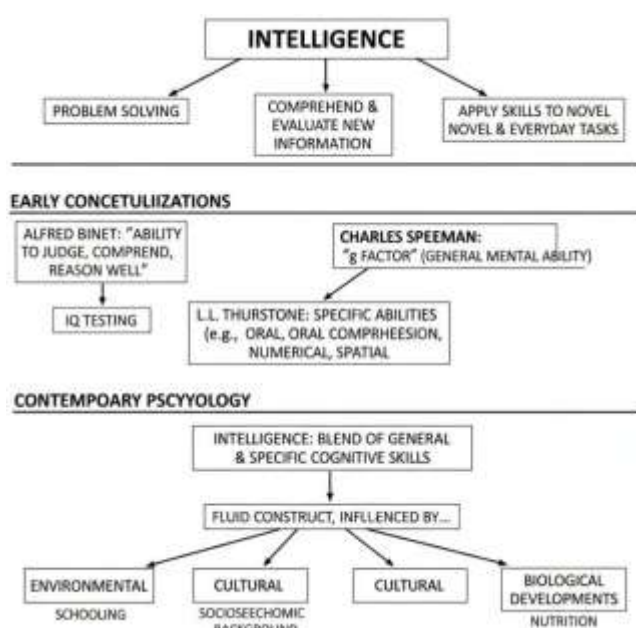 INTELLIGENCE
PROBLEM SOLVING
COMPREHEND &
EVALUATE NEW
INFORMATION
APPLY SKILLS TO NOVEL
NOVEL & EVERYDAY TASKS
EARLY CONCETULIIZATIONS
ALFRED BINET: "ABILITY
TO JUDGE, COMPREND,
REASON WELL"
IQ TESTING
CHARLES SPEEMAN:
"g FACTOR" (GENERAL MENTAL ABILITY)
L.L. THURSTONE: SPECIFIC ABILITIES
(e.g., ORAL, ORAL COMPRHEESION,
NUMERICAL, SPATIAL
CONTEMPOARY PSCYYOLOGY
INTELLIGENCE: BLEND OF GENERAL
& SPECIFIC COGNITIVE SKILLS
FLUID CONSTRUCT, INFLLENCED BY...
ENVIRONMENTAL
SCHOOLING
CULTURAL
SOCIOSEECHOMIC
BACKGROUND
CULTURAL
BIOLOGICAL
DEVELOPMENTS
NUTRITION